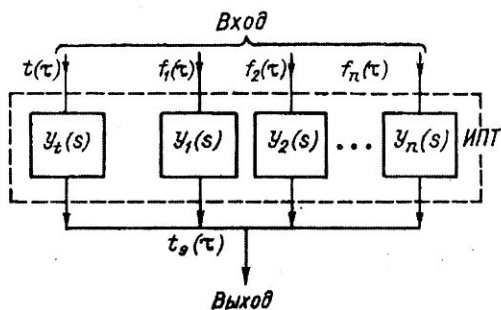 Вход
t(τ) f₁(τ) f₂(τ) fₙ(τ)
Yₜ(s) Y₁(s) Y₂(s) ... Yₙ(s) ИПТ
tэ(τ)
Выход